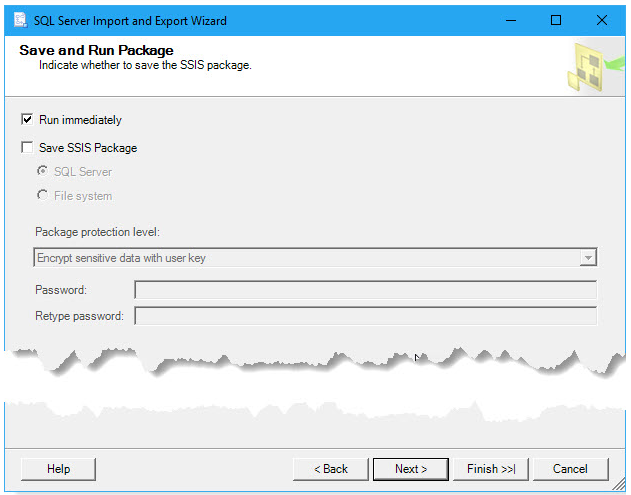 SQL Server Import and Export Wizard
Save and Run Package
Indicate whether to save the SSIS package.
Run immediately
Save SSIS Package
SQL Server
File system
Package protection level:
Encrypt sensitive data with user key
Password:
Retype password:
Help
< Back
Next >
Finish >>|
Cancel